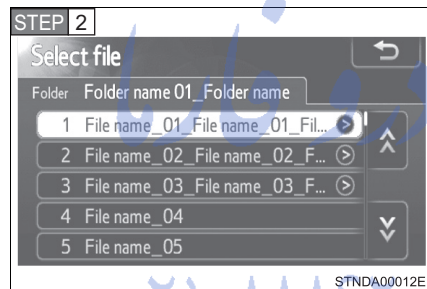 STEP 2
Select file
Folder Folder name 01_Folder name
1 File name_01_File name_01_Fil...
2 File name_02_File name_02_F...
3 File name_03_File name_03_F...
4 File name_04
5 File name_05
STNDA00012E